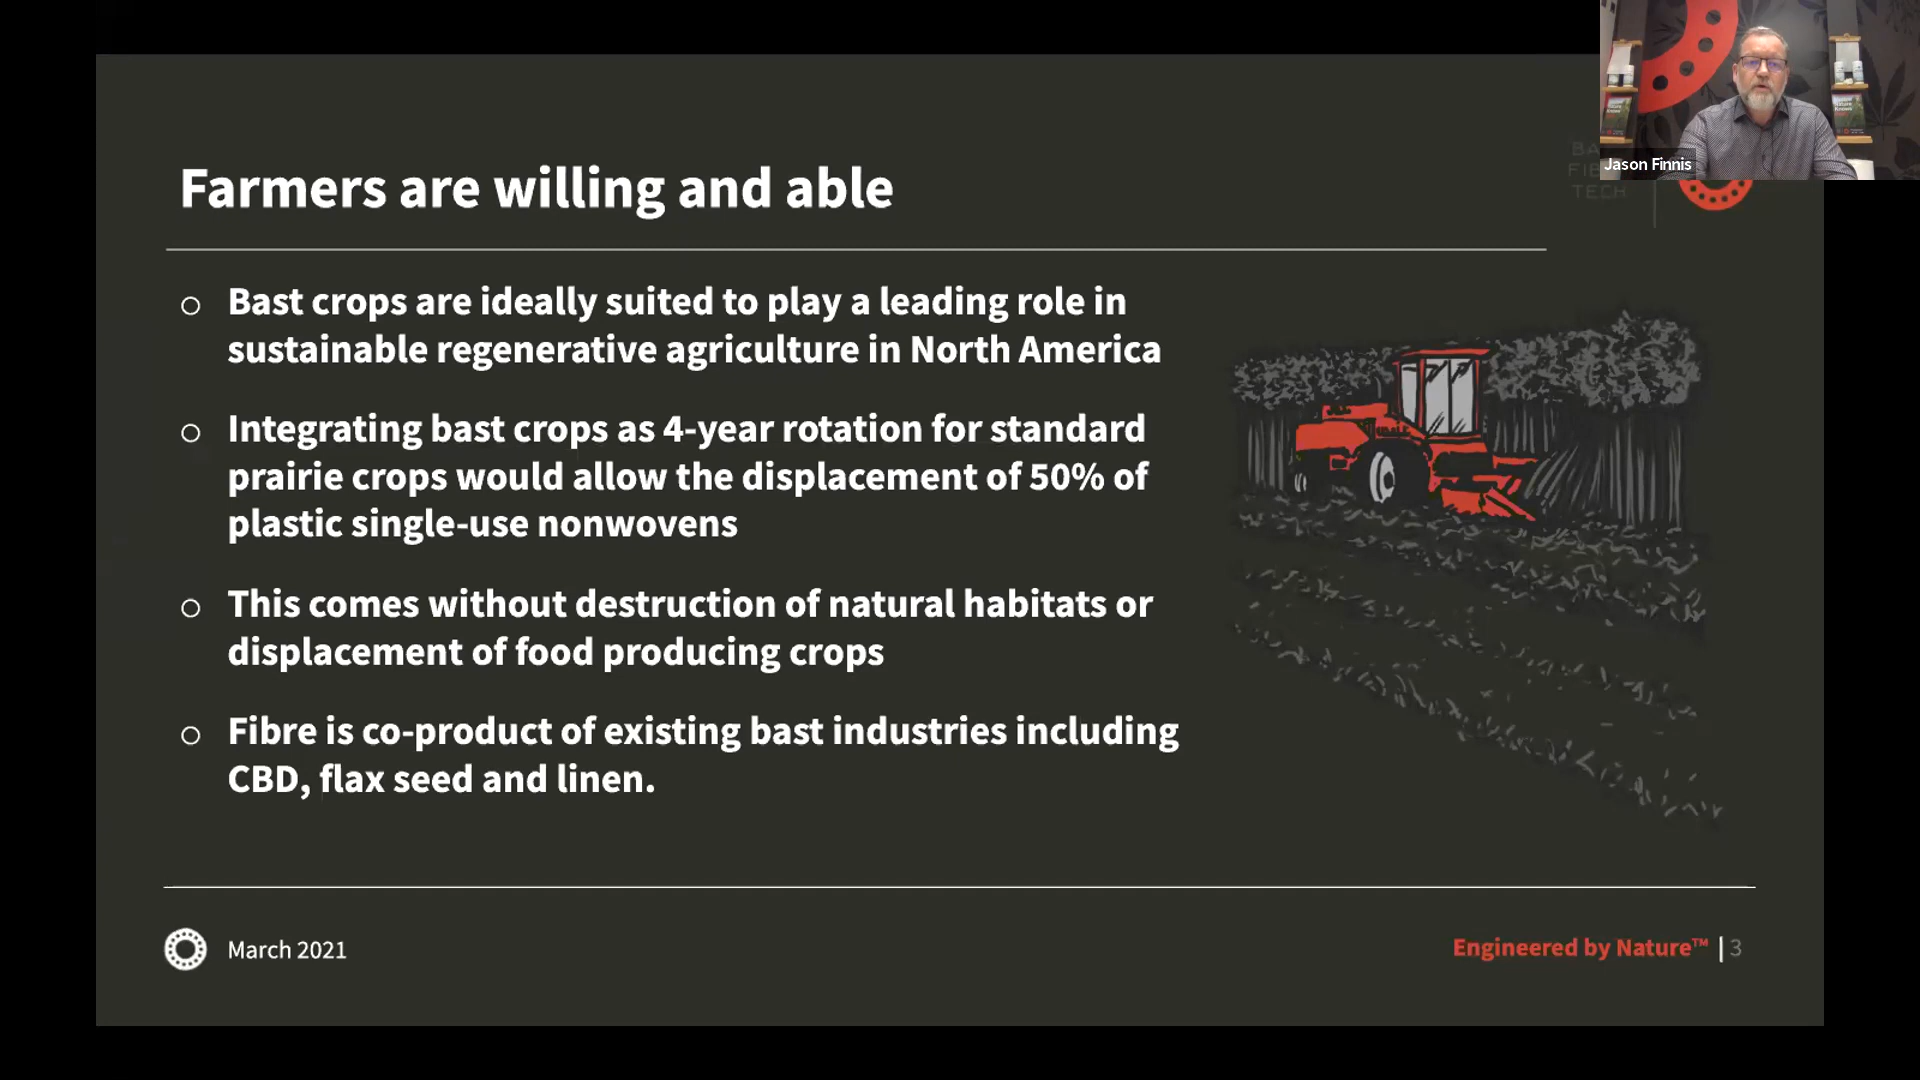 Farmers are willing and able
Bast crops are ideally suited to play a leading role in
sustainable regenerative agriculture in North America
Integrating bast crops as 4-year rotation for standard
prairie crops would allow the displacement of 50% of
plastic single-use nonwovens
This comes without destruction of natural habitats or
displacement of food producing crops
Fibre is co-product of existing bast industries including
CBD, flax seed and linen.
March 2021
Engineered by Nature™ | 3
Jason Finnis
TECH